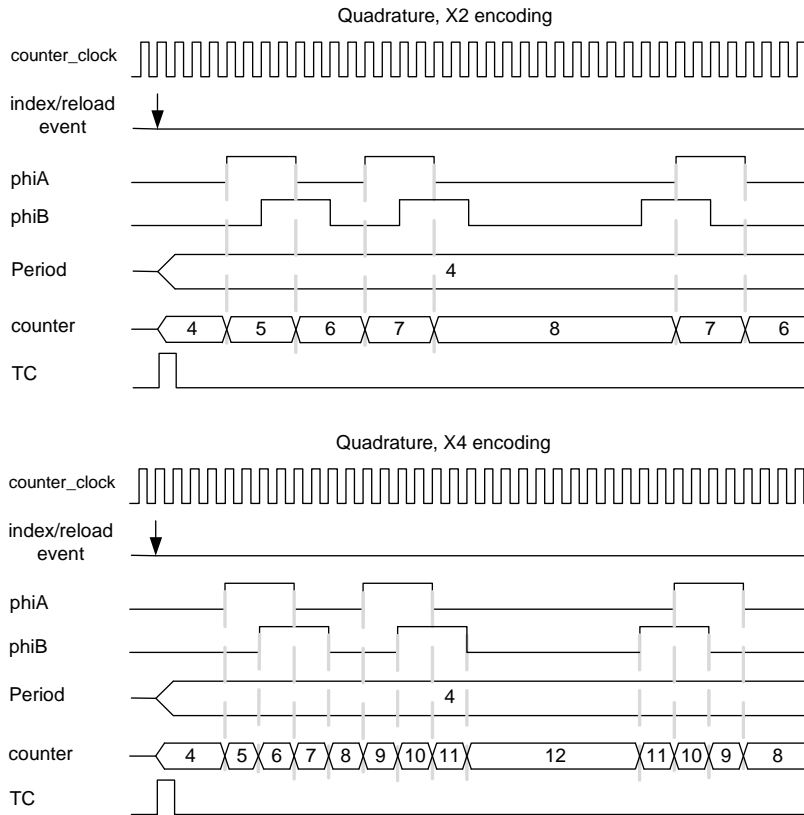 Quadrature, X2 encoding
counter_clock
index/reload
event
phiA
phiB
Period
4
counter
4 5 6 7 8 7 6
TC
Quadrature, X4 encoding
counter_clock
index/reload
event
phiA
phiB
Period
4
counter
4 5 6 7 8 9 10 11 12 11 10 9 8
TC